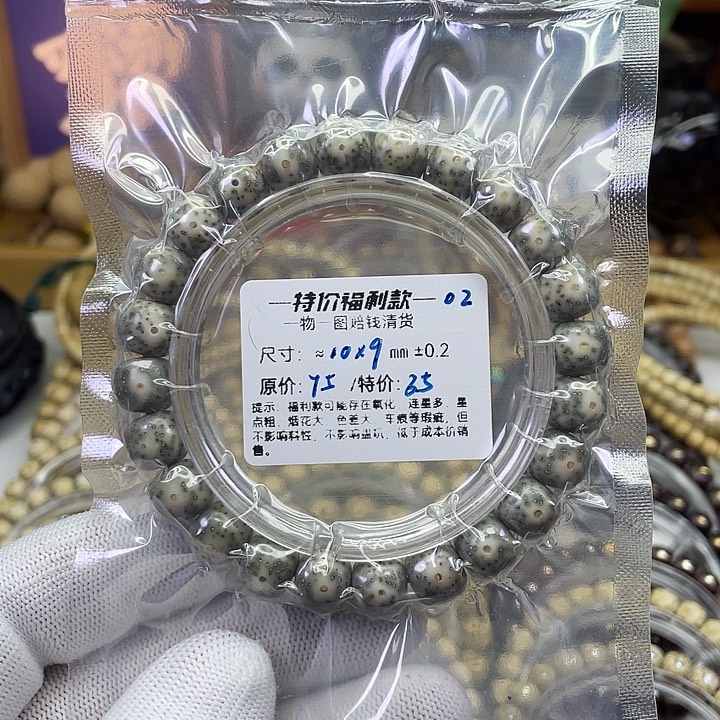 —特价福利款— 02
一物一图赔钱清货
尺寸：≈10x9 mm ±0.2
原价：75 /特价：35
提示：福利款可能存在氧化、连星多、星
点粗、烟花大、色差大、车痕等瑕疵，但
不影响料性、不影响盘玩，低于成本价销
售。